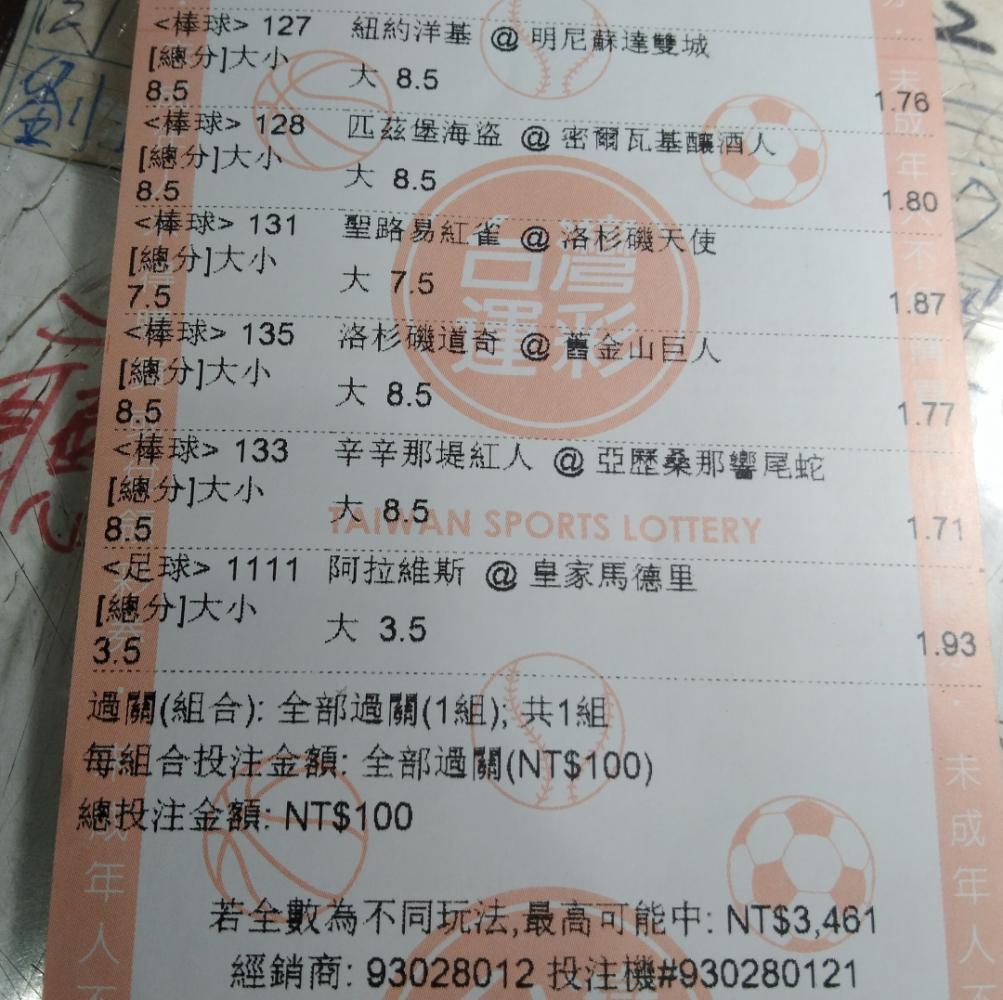 <棒球> 127 紐約洋基 @ 明尼蘇達雙城
[總分]大小 大 8.5 1.76
8.5
<棒球> 128 匹茲堡海盜 @ 密爾瓦基釀酒人
[總分]大小 大 8.5 1.80
8.5
<棒球> 131 聖路易紅雀 @ 洛杉磯天使
[總分]大小 大 7.5 1.87
7.5
<棒球> 135 洛杉磯道奇 @ 舊金山巨人
[總分]大小 大 8.5 1.77
8.5
<棒球> 133 辛辛那堤紅人 @ 亞歷桑那響尾蛇
[總分]大小 大 8.5 1.71
8.5
<足球> 1111 阿拉維斯 @ 皇家馬德里
[總分]大小 大 3.5 1.93
3.5
台灣
運彩
TAIWAN SPORTS LOTTERY
過關(組合): 全部過關(1組); 共1組
每組合投注金額: 全部過關(NT$100)
總投注金額: NT$100
若全數為不同玩法,最高可能中: NT$3,461
經銷商: 93028012 投注機#930280121
未成年人不
未成年人不